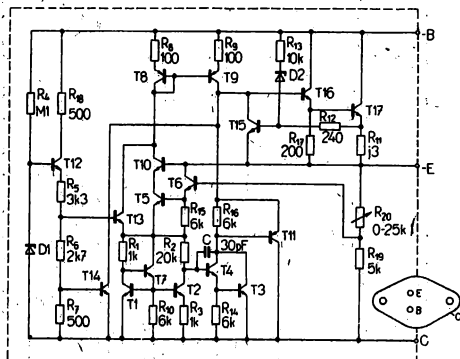 -B
R4
M1
R18
500
R8
100
R9
100
R13
10k
D2
T8
T9
T16
T17
T15
R12
240
R17
200
R11
j3
-E
T12
R5
3k3
T10
T5
T6
R15
6k
R16
6k
T11
R20
0-25k
D1
R6
2k7
T13
R1
1k
R2
20k
C
30pF
T4
R19
5k
R7
500
T14
T7
T1
R10
6k
T2
R3
1k
R14
6k
T3
E
B
C
C